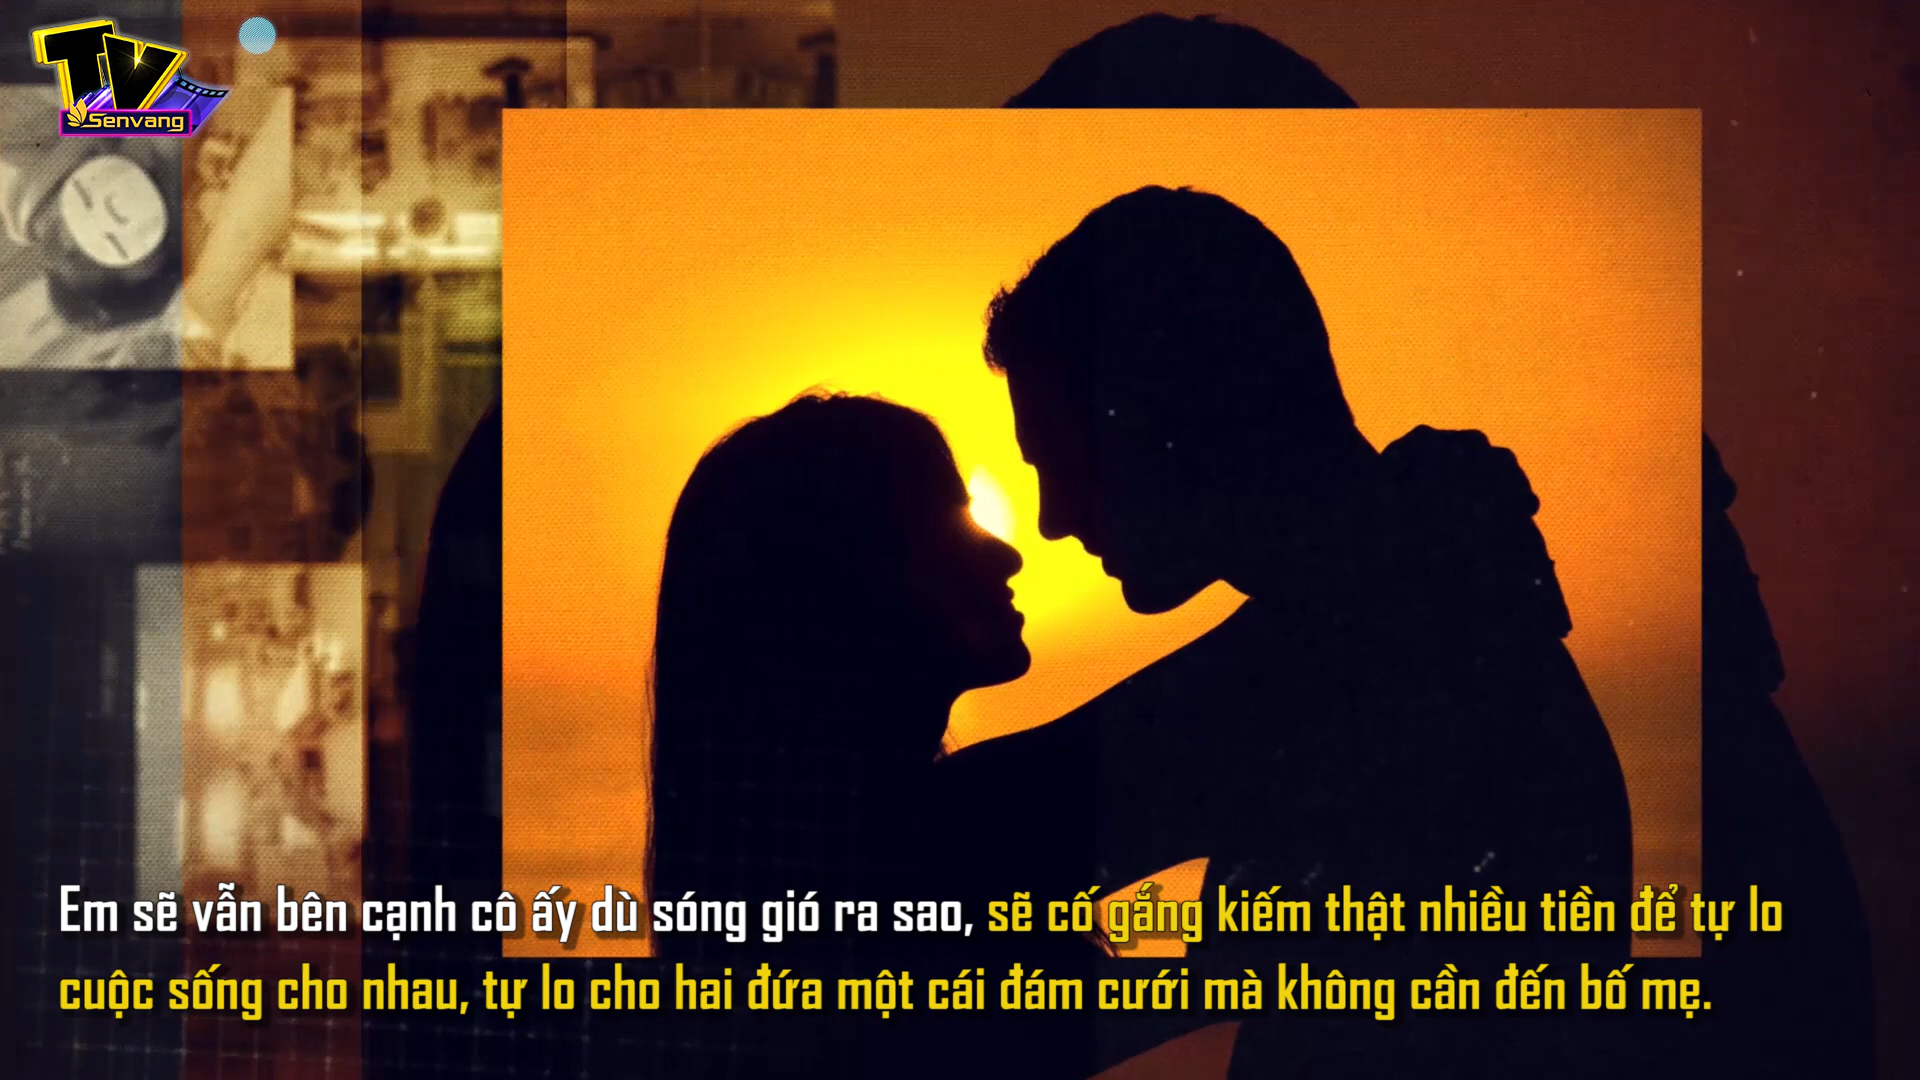 TV
Senvang
Em sẽ vẫn bên cạnh cô ấy dù sóng gió ra sao, sẽ cố gắng kiếm thật nhiều tiền để tự lo
cuộc sống cho nhau, tự lo cho hai đứa một cái đám cưới mà không cần đến bố mẹ.